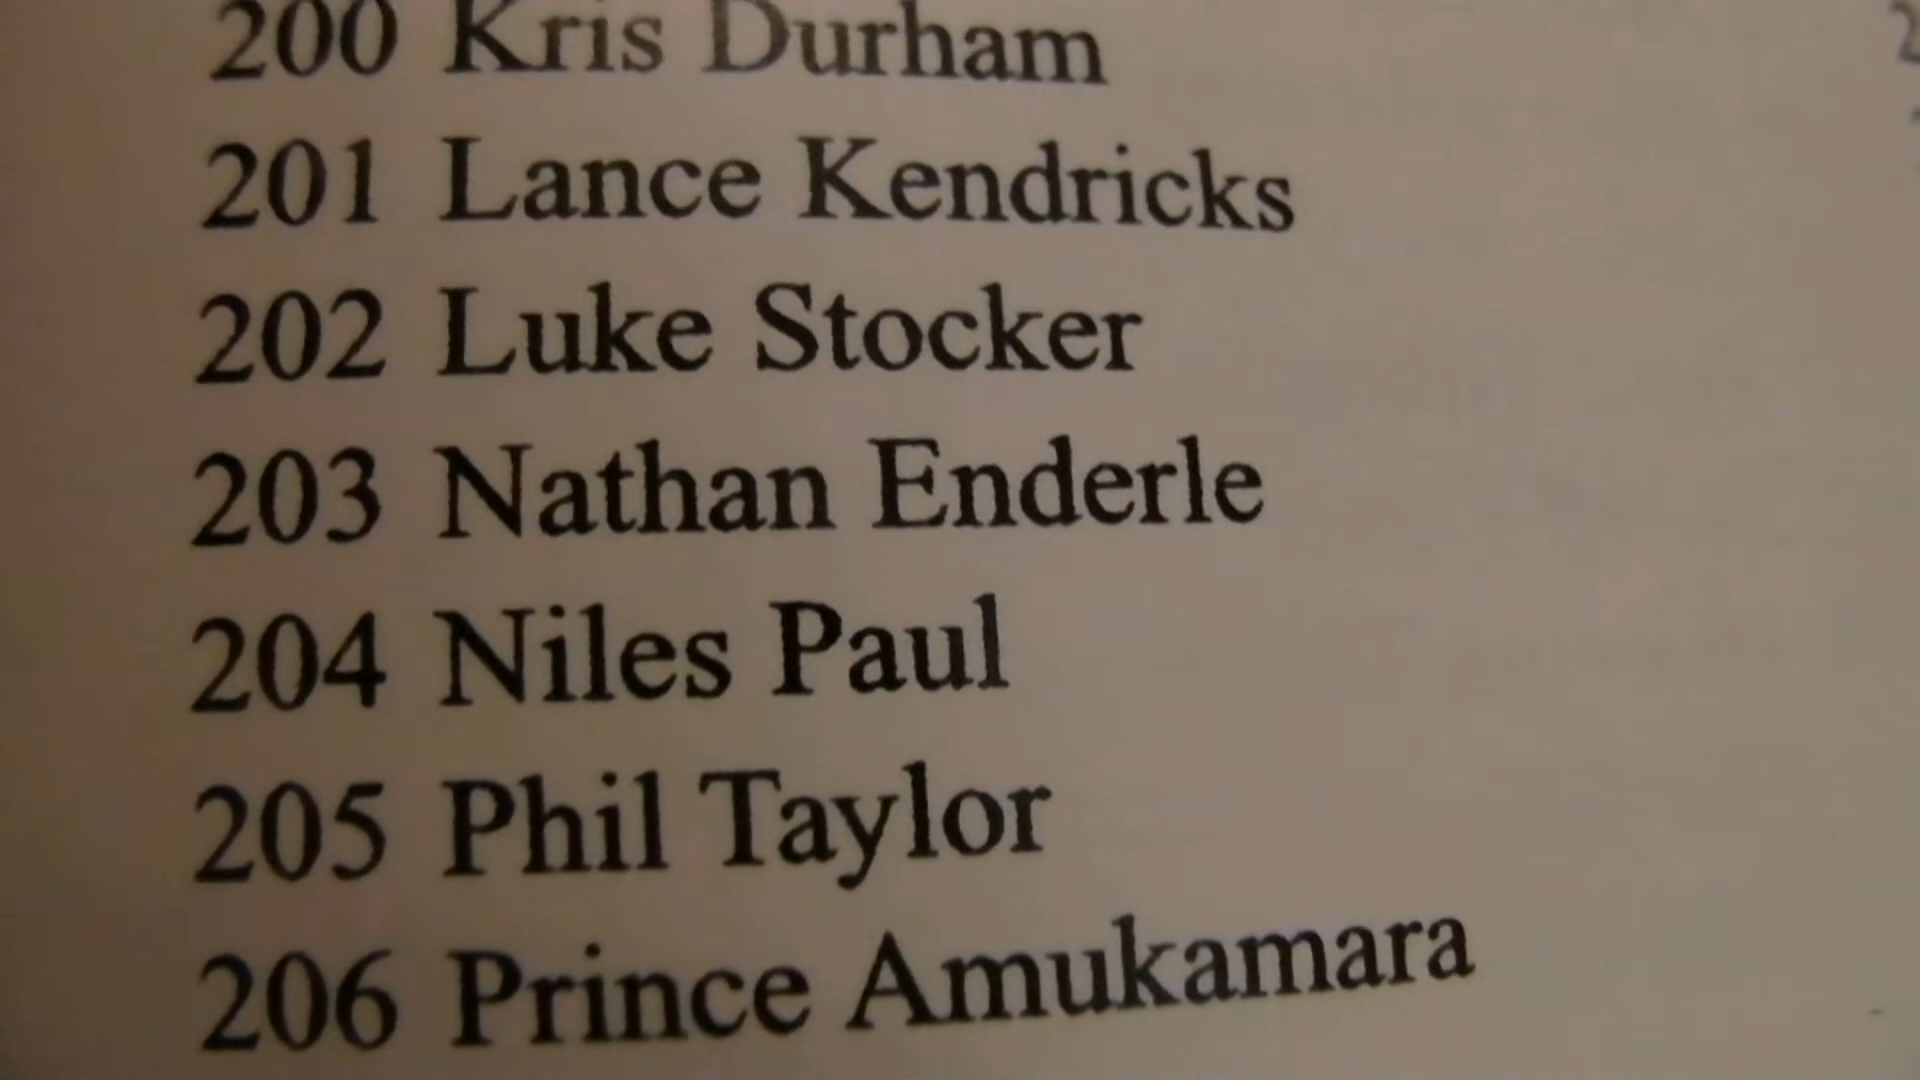 200 Kris Durham
201 Lance Kendricks
202 Luke Stocker
203 Nathan Enderle
204 Niles Paul
205 Phil Taylor
206 Prince Amukamara